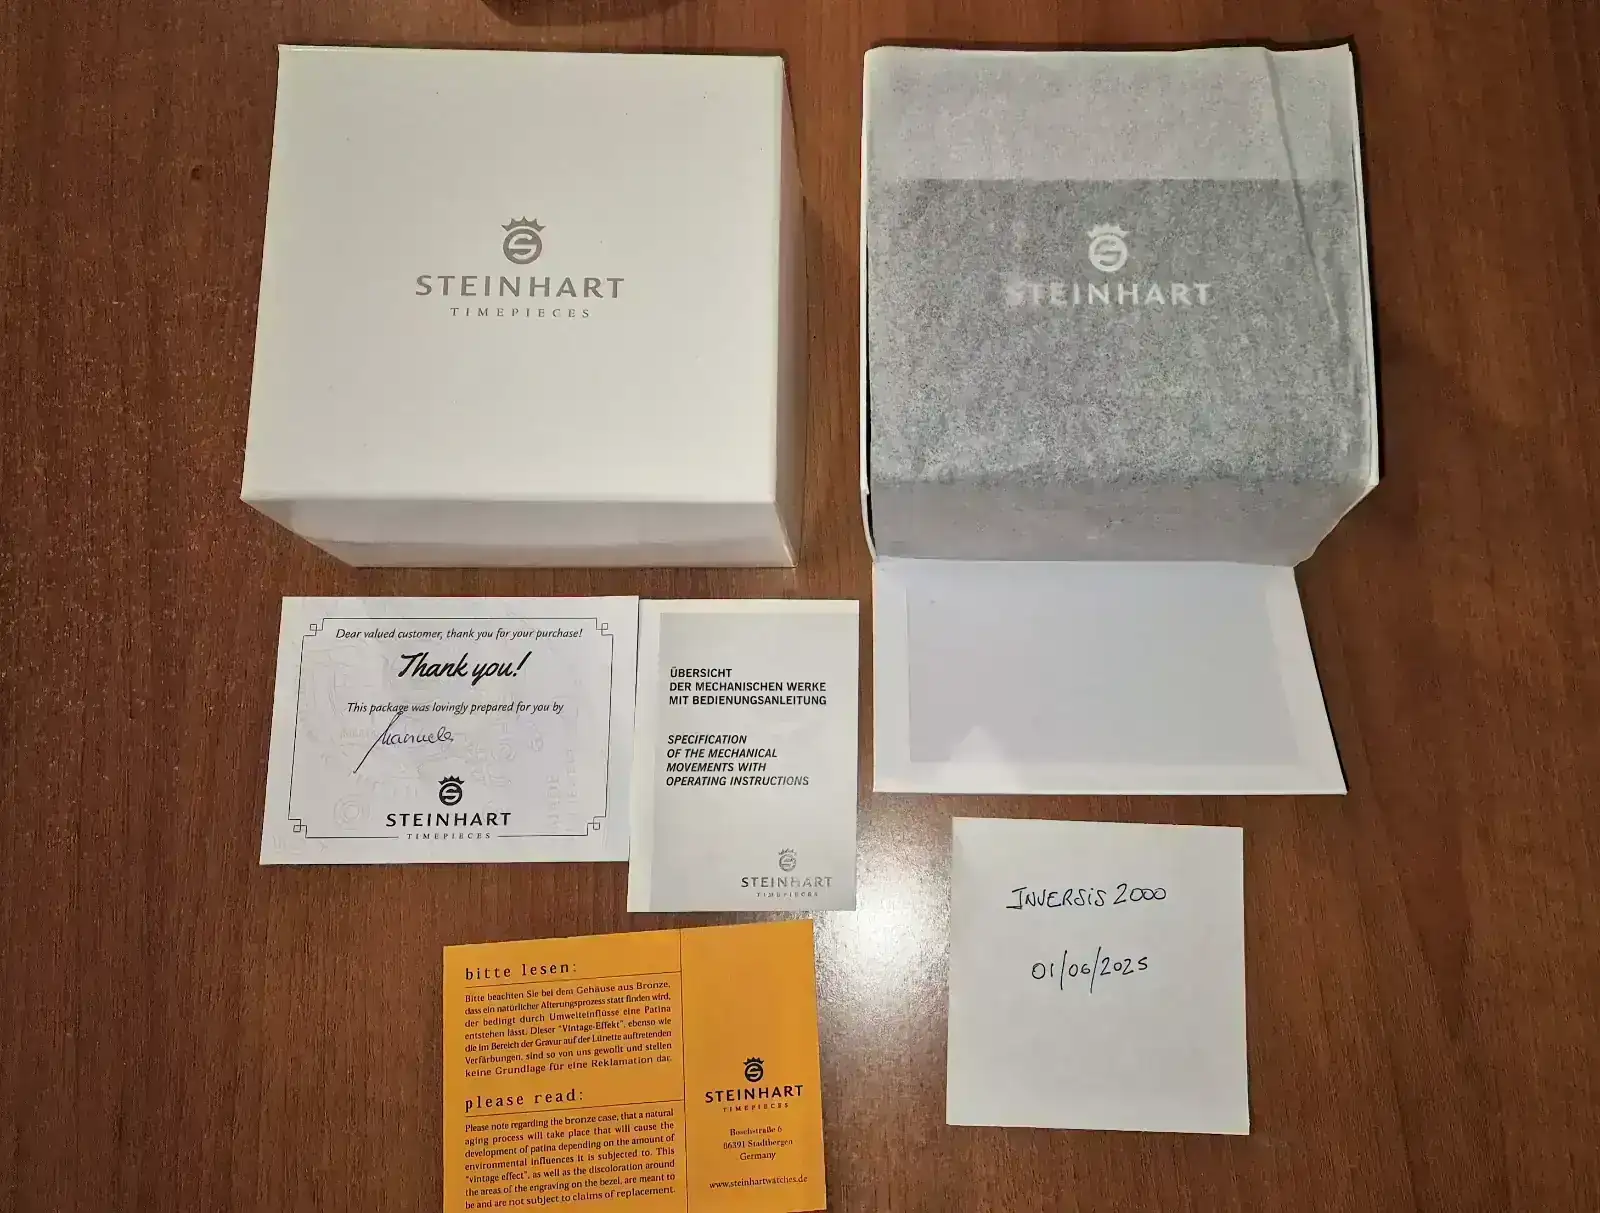 STEINHART
TIMEPIECES
STEINHART
Dear valued customer, thank you for your purchase!
Thank you!
This package was lovingly prepared for you by
Manuela
STEINHART
TIMEPIECES
ÜBERSICHT
DER MECHANISCHEN WERKE
MIT BEDIENUNGSANLEITUNG
SPECIFICATION
OF THE MECHANICAL
MOVEMENTS WITH
OPERATING INSTRUCTIONS
STEINHART
TIMEPIECES
bitte lesen:
Bitte beachten Sie bei dem Gehäuse aus Bronze,
dass ein natürlicher Alterungsprozess statt finden wird,
der bedingt durch Umwelteinflüsse eine Patina
entstehen lässt. Dieser "Vintage-Effekt", ebenso wie
die im Bereich der Gravur auf der Lünette auftretenden
Verfärbungen, sind so von uns gewollt und stellen
keine Grundlage für eine Reklamation dar.
please read:
Please note regarding the bronze case, that a natural
aging process will take place that will cause the
development of patina depending on the amount of
environmental influences it is subjected to. This
"vintage effect", as well as the discoloration around
the areas of the engraving on the bezel, are meant to
be and are not subject to claims of replacement.
STEINHART
TIMEPIECES
Boschstraße 6
86391 Stadtbergen
Germany
www.steinhartwatches.de
INVERSIS 2000
01/06/2025